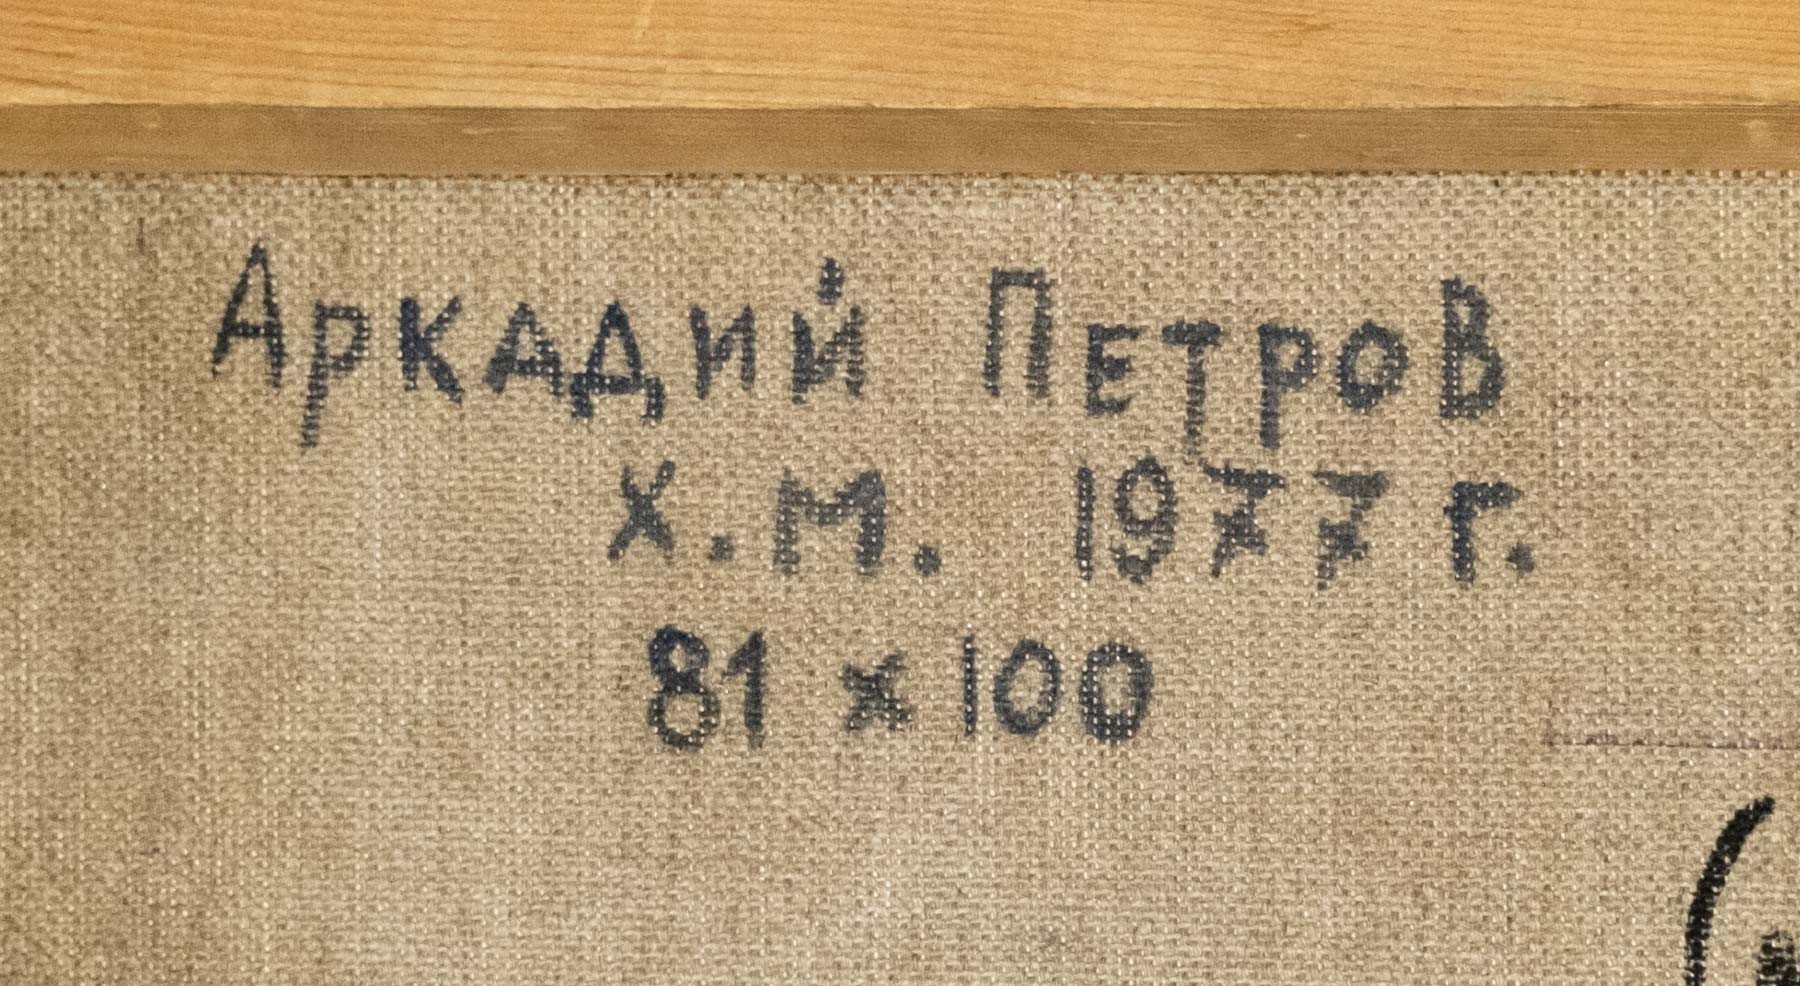 Аркадий Петров
х.м. 1977 г.
81 x 100